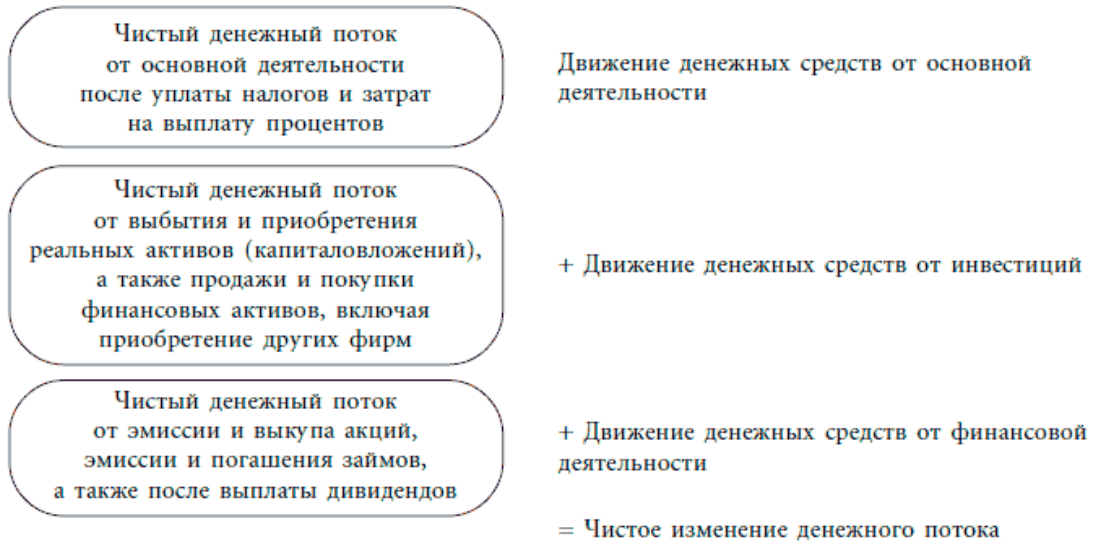 Чистый денежный поток
от основной деятельности
после уплаты налогов и затрат
на выплату процентов
Движение денежных средств от основной
деятельности
Чистый денежный поток
от выбытия и приобретения
реальных активов (капиталовложений),
а также продажи и покупки
финансовых активов, включая
приобретение других фирм
+ Движение денежных средств от инвестиций
Чистый денежный поток
от эмиссии и выкупа акций,
эмиссии и погашения займов,
а также после выплаты дивидендов
+ Движение денежных средств от финансовой
деятельности
= Чистое изменение денежного потока